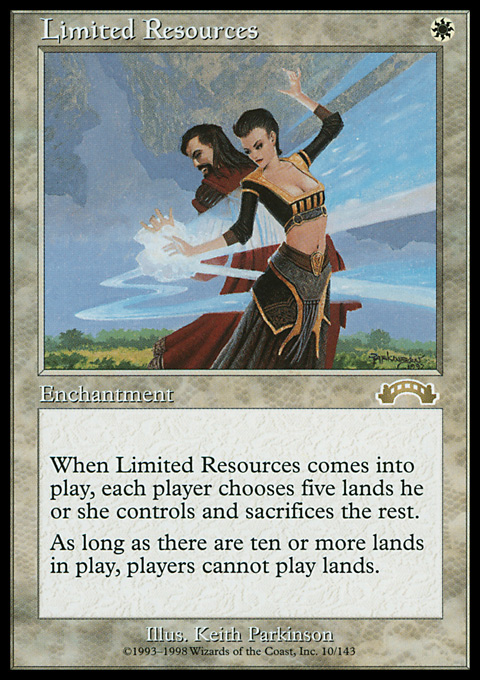 Limited Resources
Enchantment
When Limited Resources comes into
play, each player chooses five lands he
or she controls and sacrifices the rest.
As long as there are ten or more lands
in play, players cannot play lands.
Illus. Keith Parkinson
©1993–1998 Wizards of the Coast, Inc. 10/143